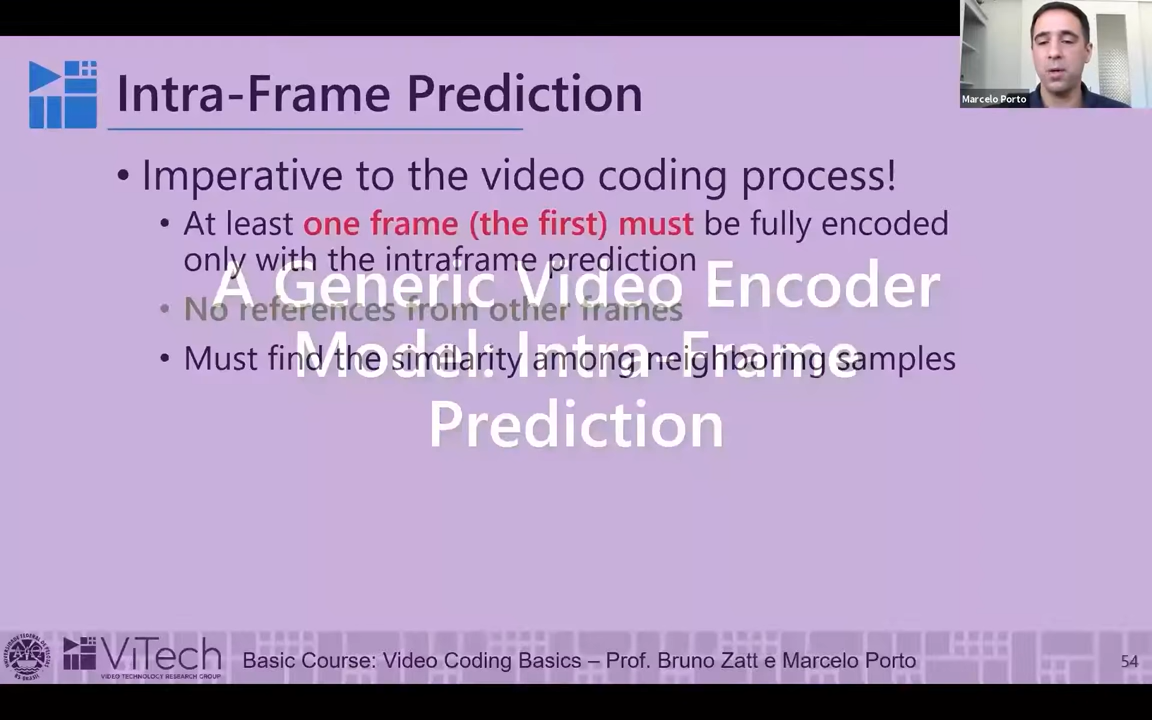 Marcelo Porto
Intra-Frame Prediction
• Imperative to the video coding process!
• At least one frame (the first) must be fully encoded
only with the intraframe prediction
• No references from other frames
• Must find the similarity among neighboring samples
A Generic Video Encoder
Model: Intra-Frame
Prediction
ViTech
VIDEO TECHNOLOGY RESEARCH GROUP
Basic Course: Video Coding Basics – Prof. Bruno Zatt e Marcelo Porto
54